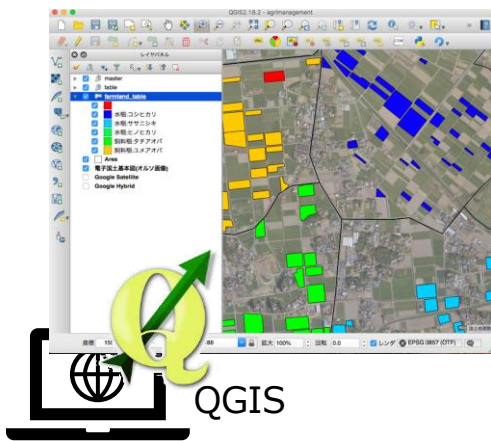 QGIS2.18.2 - agrimanagement
レイヤパネル
master
table
farmland_table
水稲:コシヒカリ
水稲:ササニシキ
水稲:ヒノヒカリ
飼料稲:タチアオバ
飼料稲:ユメアオバ
Area
電子国土基本図(オルソ画像)
Google Satellite
Google Hybrid
座標 拡大 100% 回転 0.0 レンダ EPSG:3857 (OTF)
QGIS